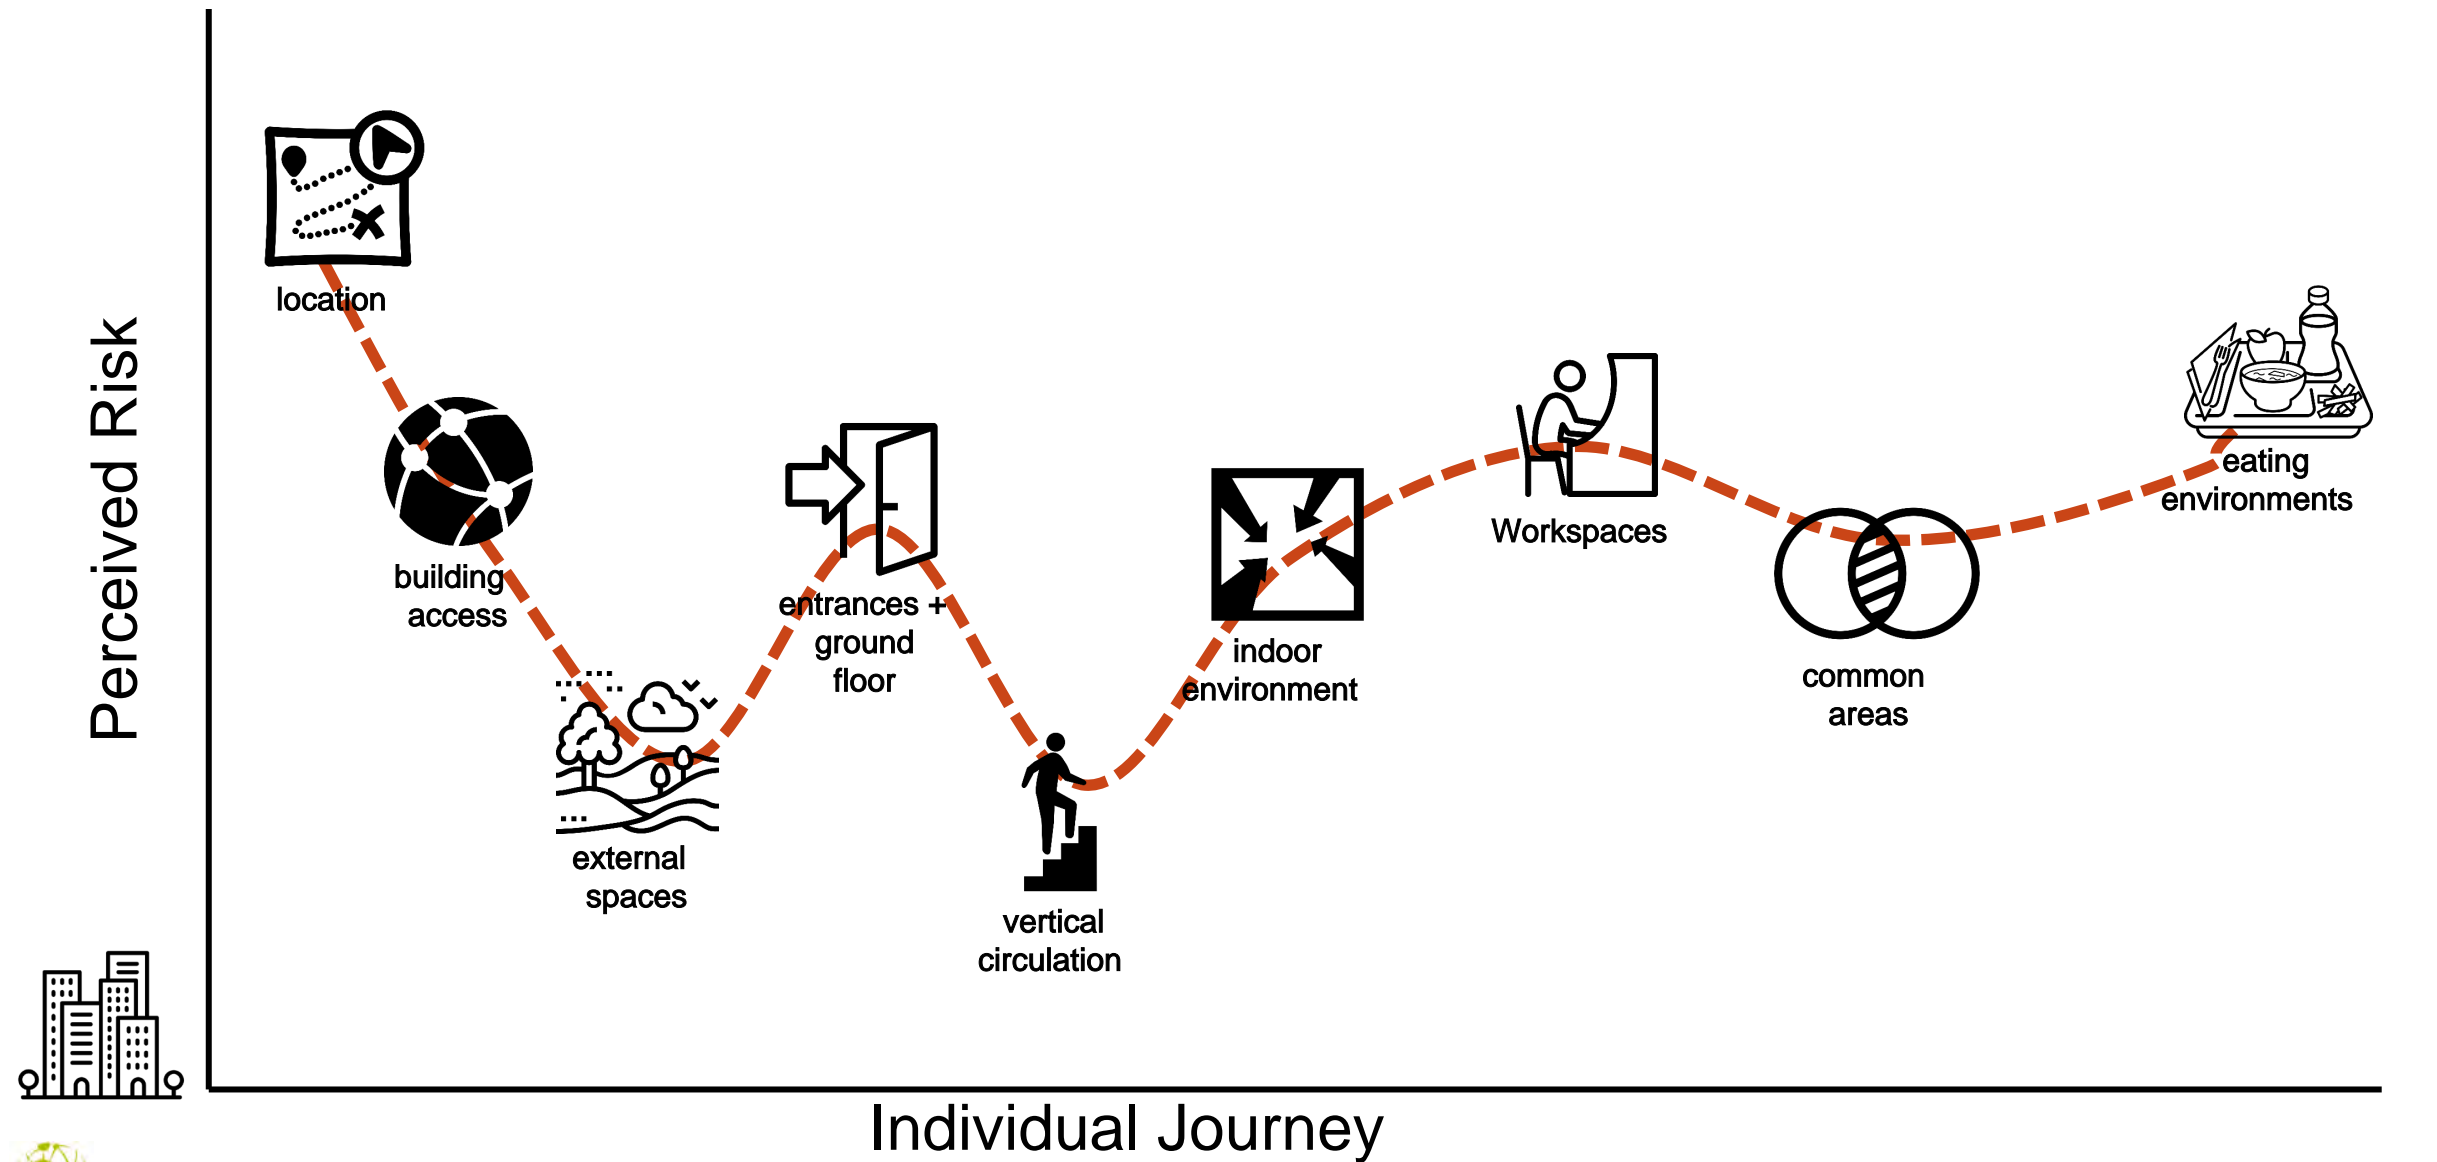 Perceived Risk
location
building
access
external
spaces
entrances +
ground
floor
vertical
circulation
indoor
environment
Workspaces
common
areas
eating
environments
Individual Journey